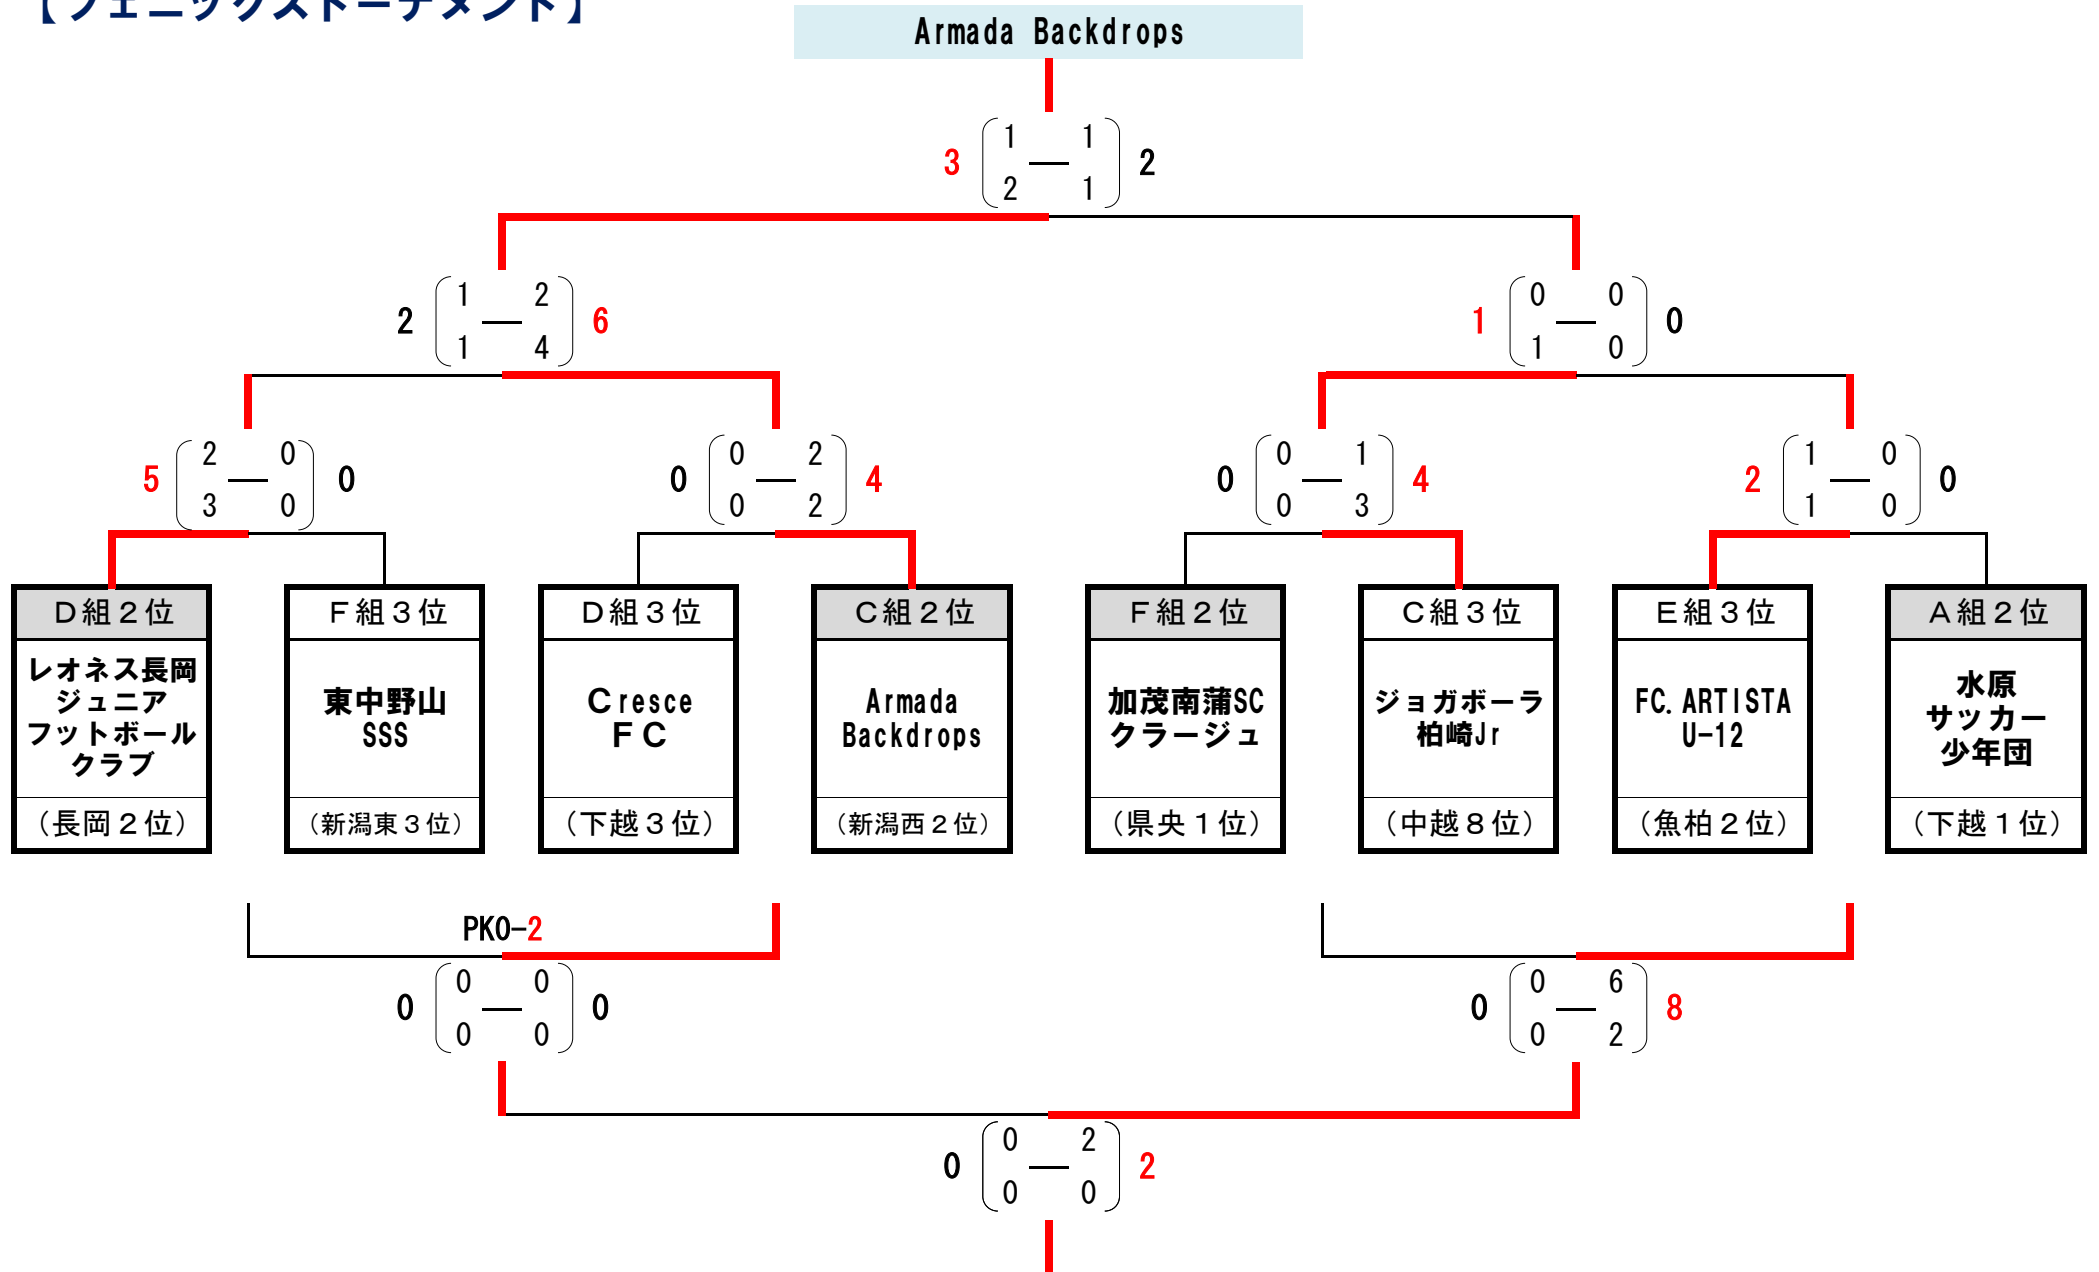 【フェニックストーナメント】
Armada Backdrops
1 1
3 2
2 1
1 2
2 6
1 4
0 0
1 0
1 0
2 0
5 0
3 0
0 2
0 4
0 2
0 1
0 4
0 3
1 0
2 0
1 0
D組2位
レオネス長岡
ジュニア
フットボール
クラブ
(長岡2位)
F組3位
東中野山
SSS
(新潟東3位)
D組3位
Cresce
FC
(下越3位)
C組2位
Armada
Backdrops
(新潟西2位)
F組2位
加茂南蒲SC
クラージュ
(県央1位)
C組3位
ジョガボーラ
柏崎Jr
(中越8位)
E組3位
FC.ARTISTA
U-12
(魚柏2位)
A組2位
水原
サッカー
少年団
(下越1位)
PK0-2
0 0
0 0
0 0
0 6
0 8
0 2
0 2
0 2
0 0